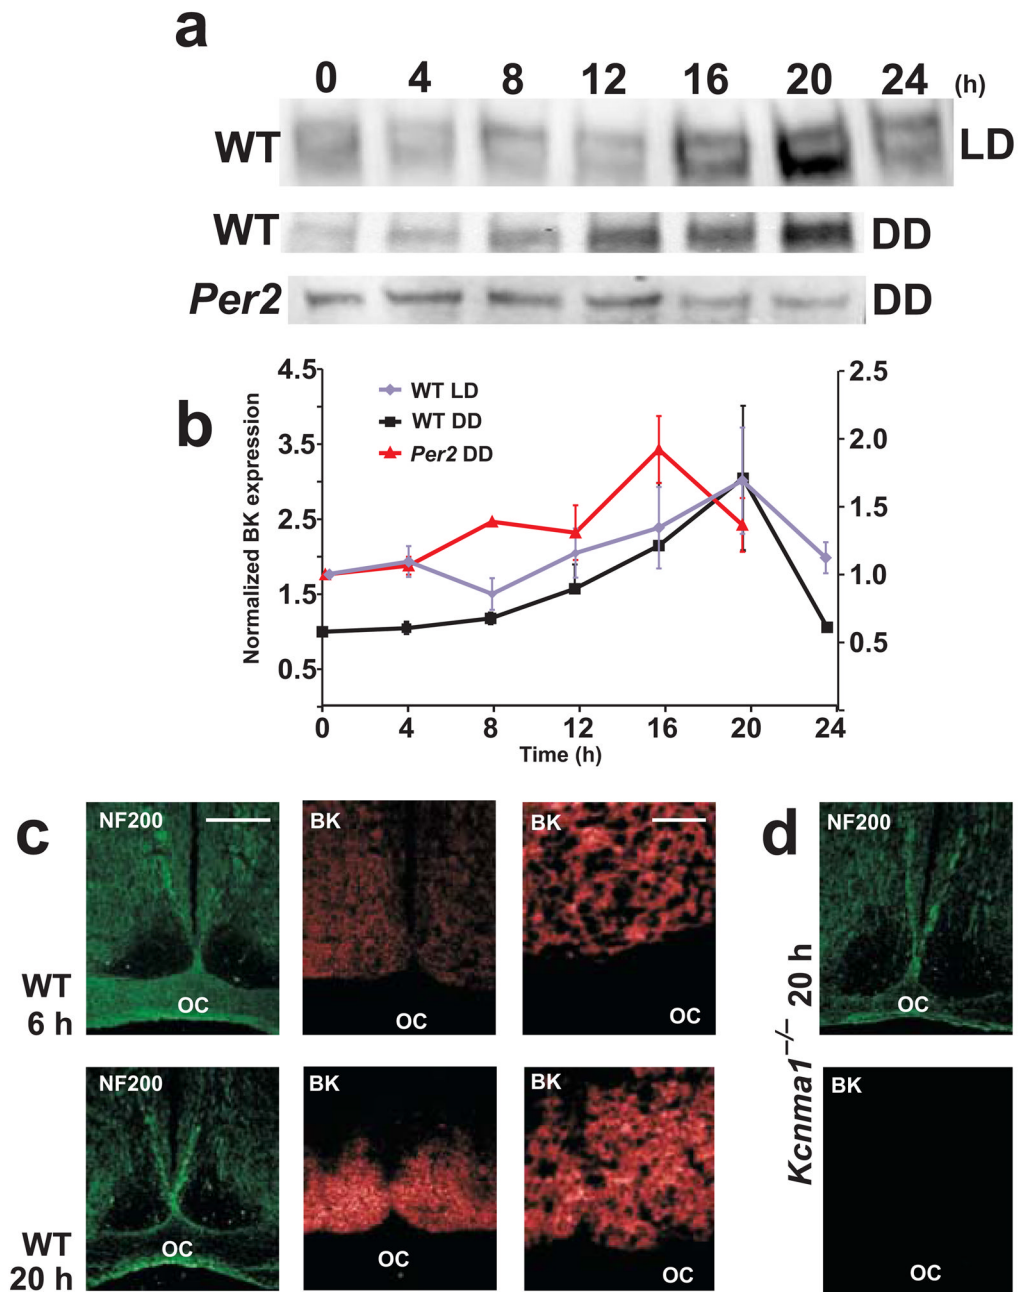 a
0 4 8 12 16 20 24 (h)
WT LD
WT DD
Per2 DD
b
Normalized BK expression
4.5
3.5
2.5
1.5
0.5
WT LD
WT DD
Per2 DD
2.5
2.0
1.5
1.0
0.5
0 4 8 12 16 20 24
Time (h)
c
WT
6 h
NF200
OC
BK
OC
BK
OC
WT
20 h
NF200
OC
BK
OC
BK
OC
d
Kcnma1–/– 20 h
NF200
OC
BK
OC